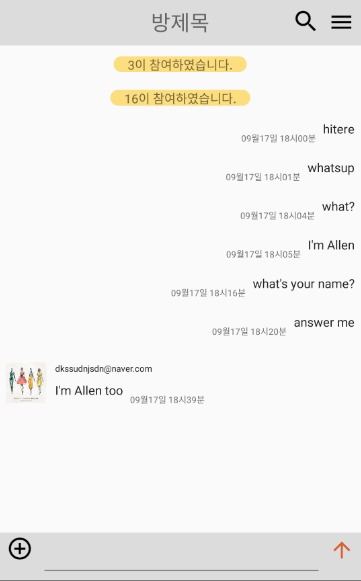 방제목
3이 참여하였습니다.
16이 참여하였습니다.
09월17일 18시00분 hitere
09월17일 18시01분 whatsup
09월17일 18시04분 what?
09월17일 18시05분 I'm Allen
09월17일 18시16분 what's your name?
09월17일 18시20분 answer me
dkssudnjsdn@naver.com
I'm Allen too 09월17일 18시39분